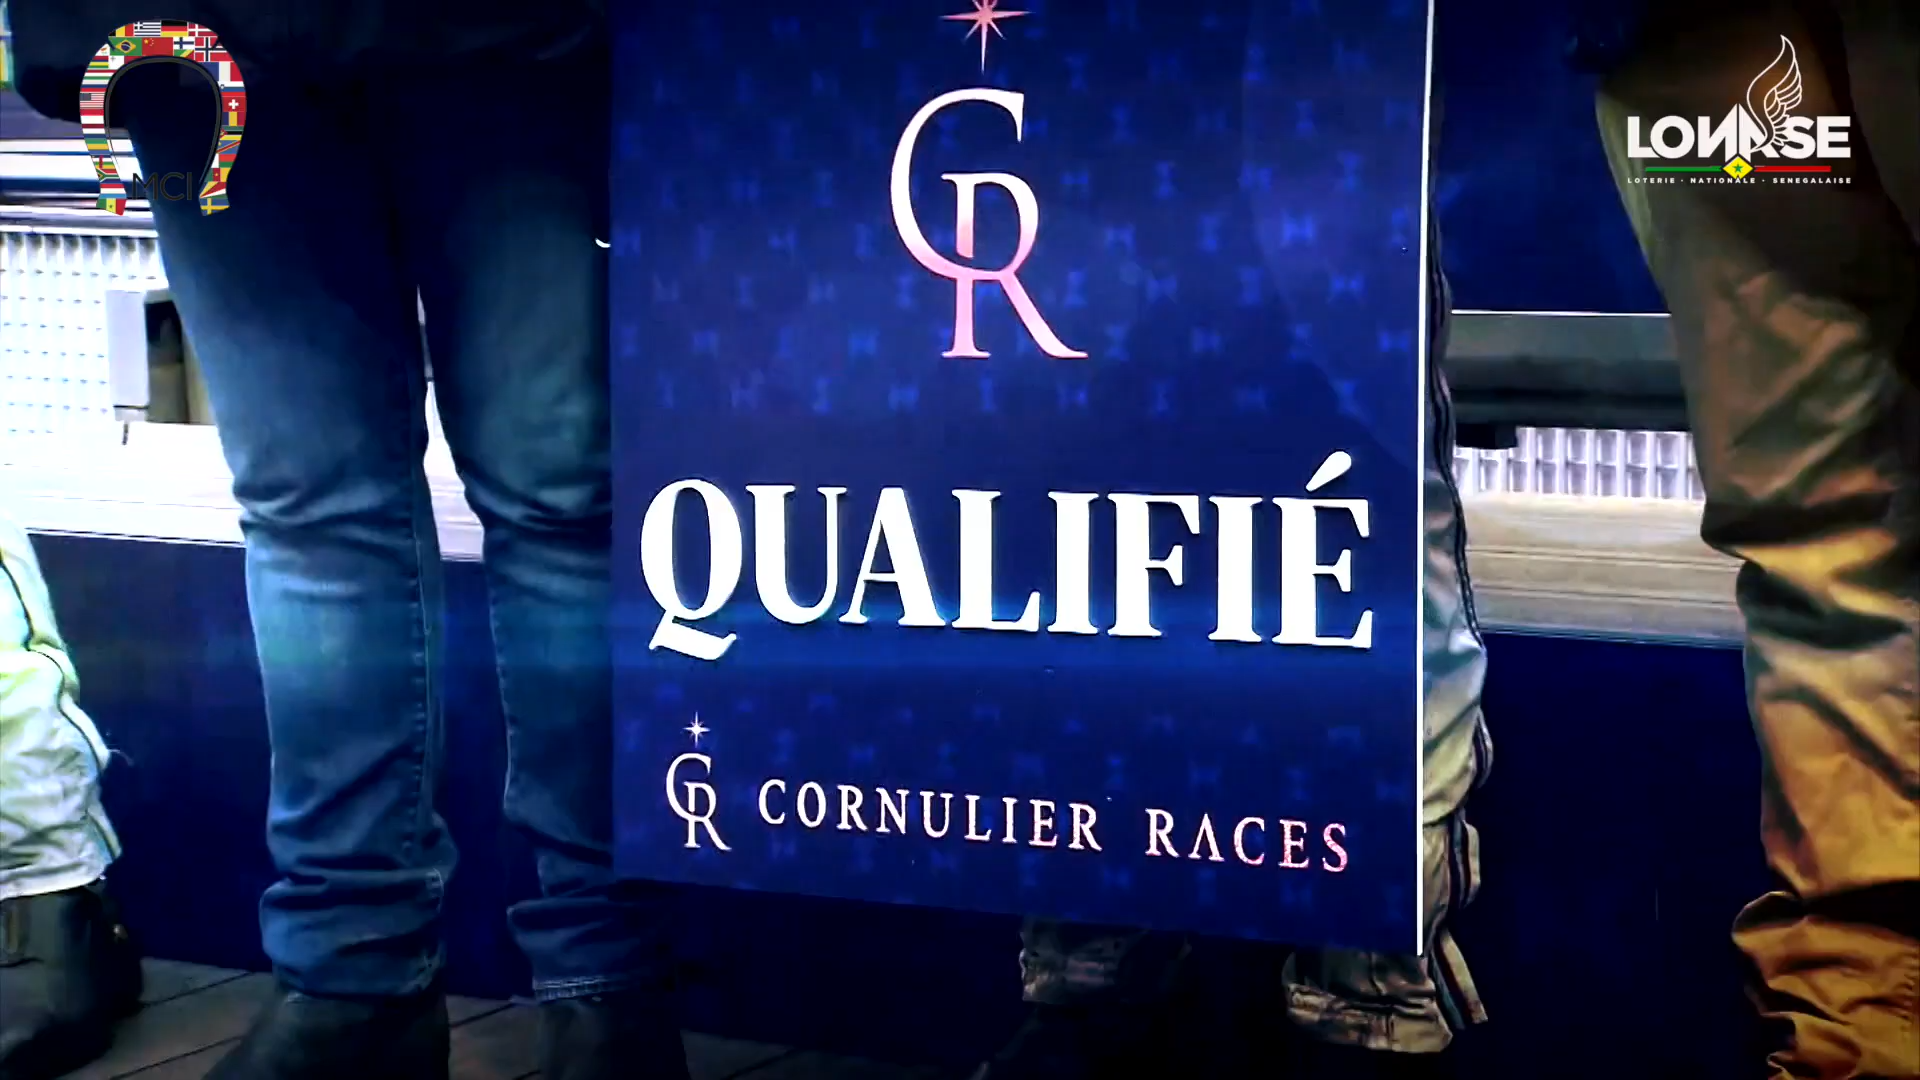 MCI
LONASE
LOTERIE · NATIONALE · SENEGALAISE
CR
QUALIFIÉ
CR CORNULIER RACES